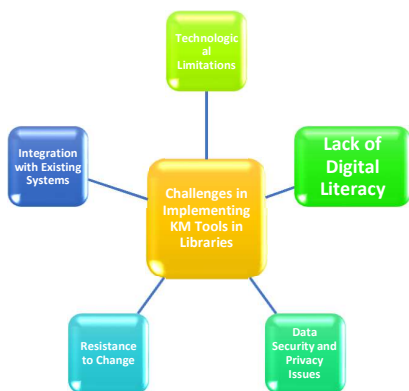 Technologic
al
Limitations
Integration
with Existing
Systems
Lack of
Digital
Literacy
Challenges in
Implementing
KM Tools in
Libraries
Resistance
to Change
Data
Security and
Privacy
Issues